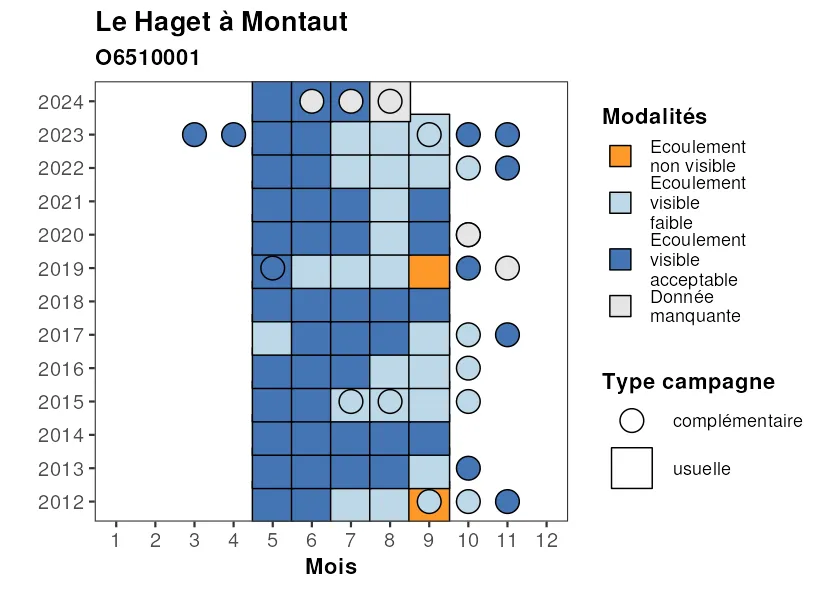 Le Haget à Montaut
O6510001
2024
2023
2022
2021
2020
2019
2018
2017
2016
2015
2014
2013
2012
1 2 3 4 5 6 7 8 9 10 11 12
Mois
Modalités
Ecoulement
non visible
Ecoulement
visible
faible
Ecoulement
visible
acceptable
Donnée
manquante
Type campagne
complémentaire
usuelle